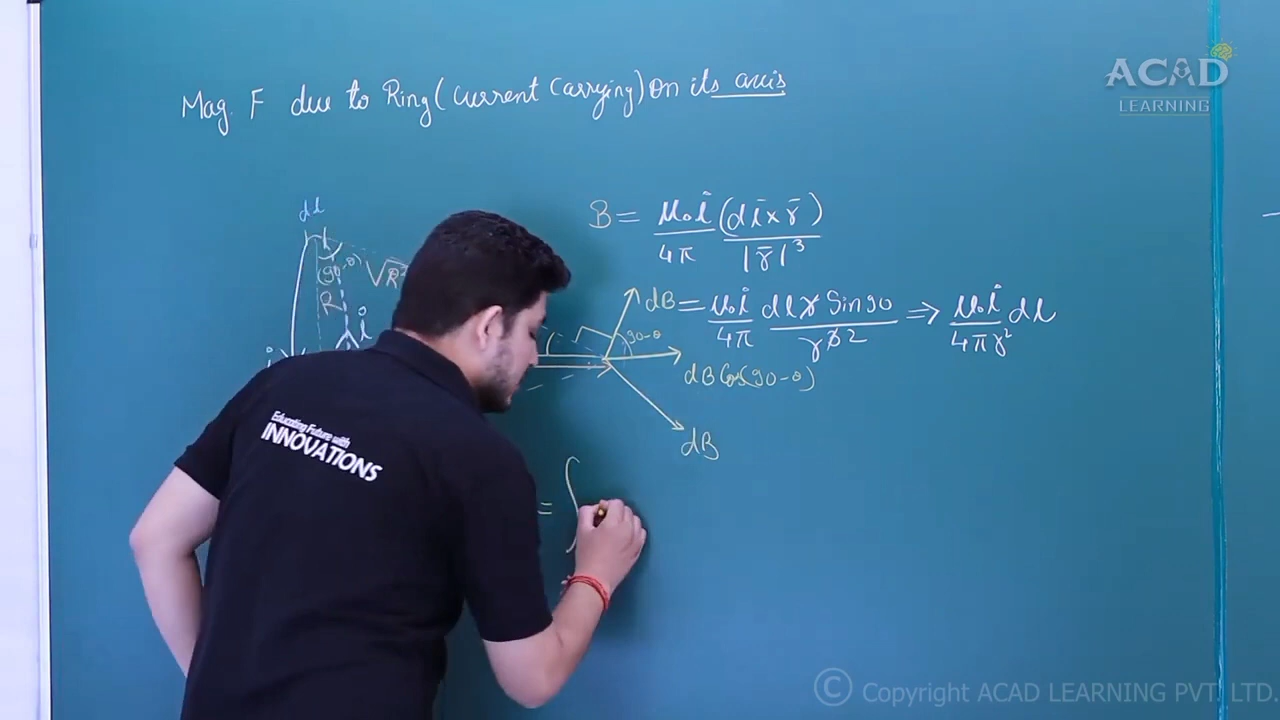 ACAD
LEARNING
Mag. F due to Ring (Current Carrying) on its axis
dl
B = μ₀i/4π (dl̄ × r̄)/|r̄|³
(90-θ)
√R²
R
i
i
dB = μ₀i/4π dl r Sin90/r³ ² ⇒ μ₀i/4πr² dl
90-θ
dB Cos(90-θ)
dB
= ∫
Educating Future with
INNOVATIONS
© Copyright ACAD LEARNING PVT. LTD.